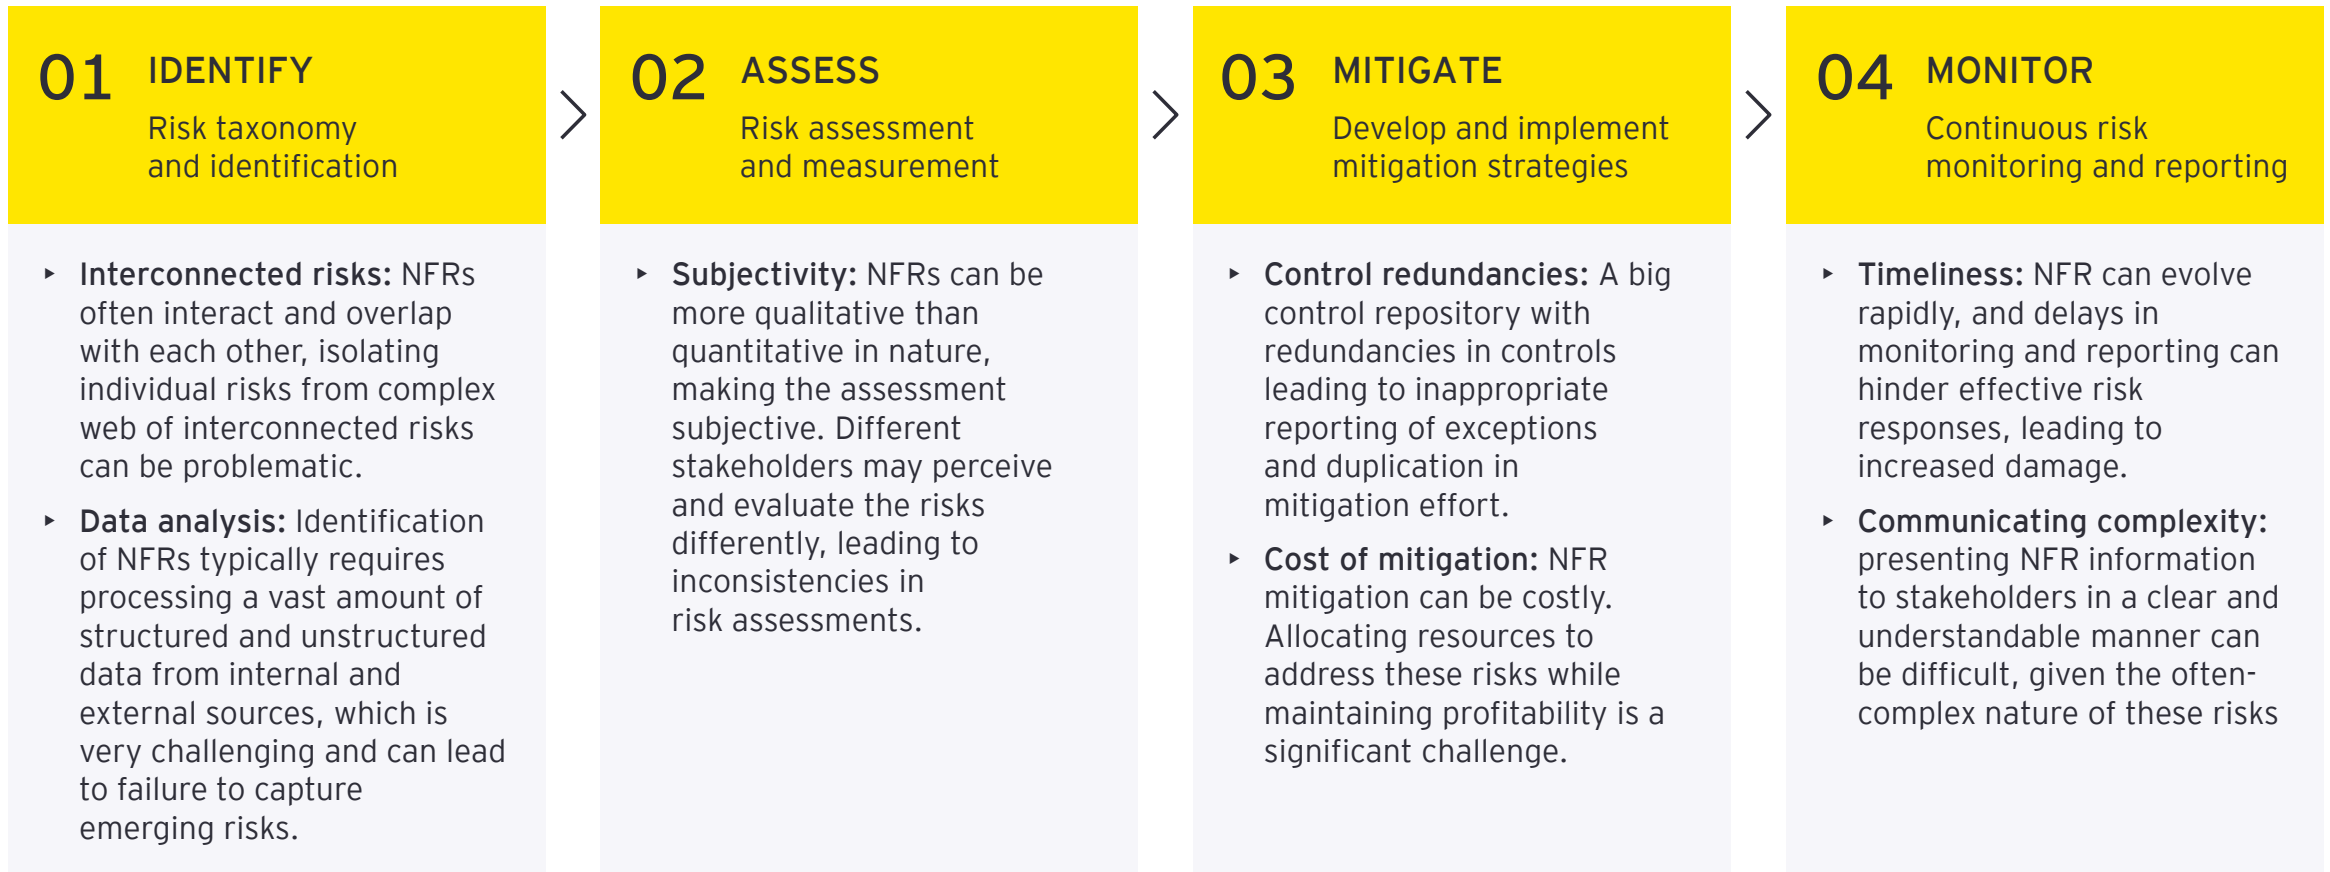 01 IDENTIFY
Risk taxonomy
and identification
▸ Interconnected risks: NFRs
often interact and overlap
with each other, isolating
individual risks from complex
web of interconnected risks
can be problematic.
▸ Data analysis: Identification
of NFRs typically requires
processing a vast amount of
structured and unstructured
data from internal and
external sources, which is
very challenging and can lead
to failure to capture
emerging risks.
02 ASSESS
Risk assessment
and measurement
▸ Subjectivity: NFRs can be
more qualitative than
quantitative in nature,
making the assessment
subjective. Different
stakeholders may perceive
and evaluate the risks
differently, leading to
inconsistencies in
risk assessments.
03 MITIGATE
Develop and implement
mitigation strategies
▸ Control redundancies: A big
control repository with
redundancies in controls
leading to inappropriate
reporting of exceptions
and duplication in
mitigation effort.
▸ Cost of mitigation: NFR
mitigation can be costly.
Allocating resources to
address these risks while
maintaining profitability is a
significant challenge.
04 MONITOR
Continuous risk
monitoring and reporting
▸ Timeliness: NFR can evolve
rapidly, and delays in
monitoring and reporting can
hinder effective risk
responses, leading to
increased damage.
▸ Communicating complexity:
presenting NFR information
to stakeholders in a clear and
understandable manner can
be difficult, given the often-
complex nature of these risks